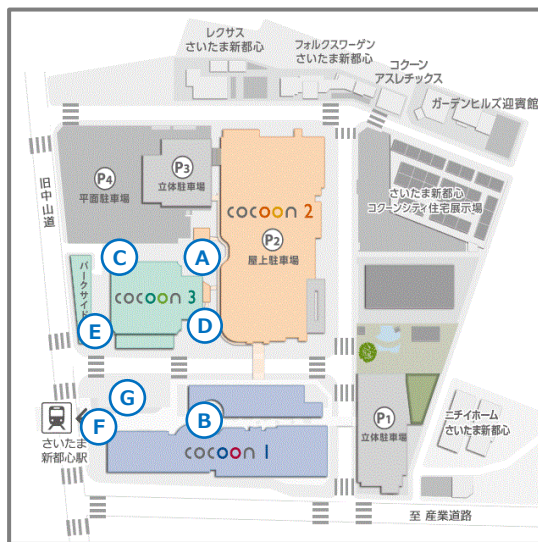 レクサス
さいたま新都心
フォルクスワーゲン
さいたま新都心
コクーン
アスレチックス
ガーデンヒルズ迎賓館
旧中山道
P4
平面駐車場
P3
立体駐車場
cocoon 2
P2
屋上駐車場
さいたま新都心
コクーンシティ住宅展示場
A
C
パークサイド
cocoon 3
D
E
G
F
B
さいたま
新都心駅
cocoon 1
P1
立体駐車場
ニチイホーム
さいたま新都心
至 産業道路